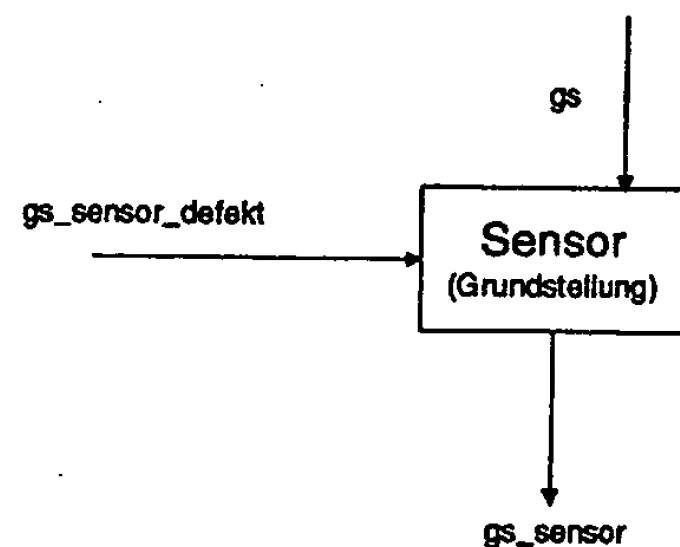 gs
gs_sensor_defekt
Sensor
(Grundstellung)
gs_sensor